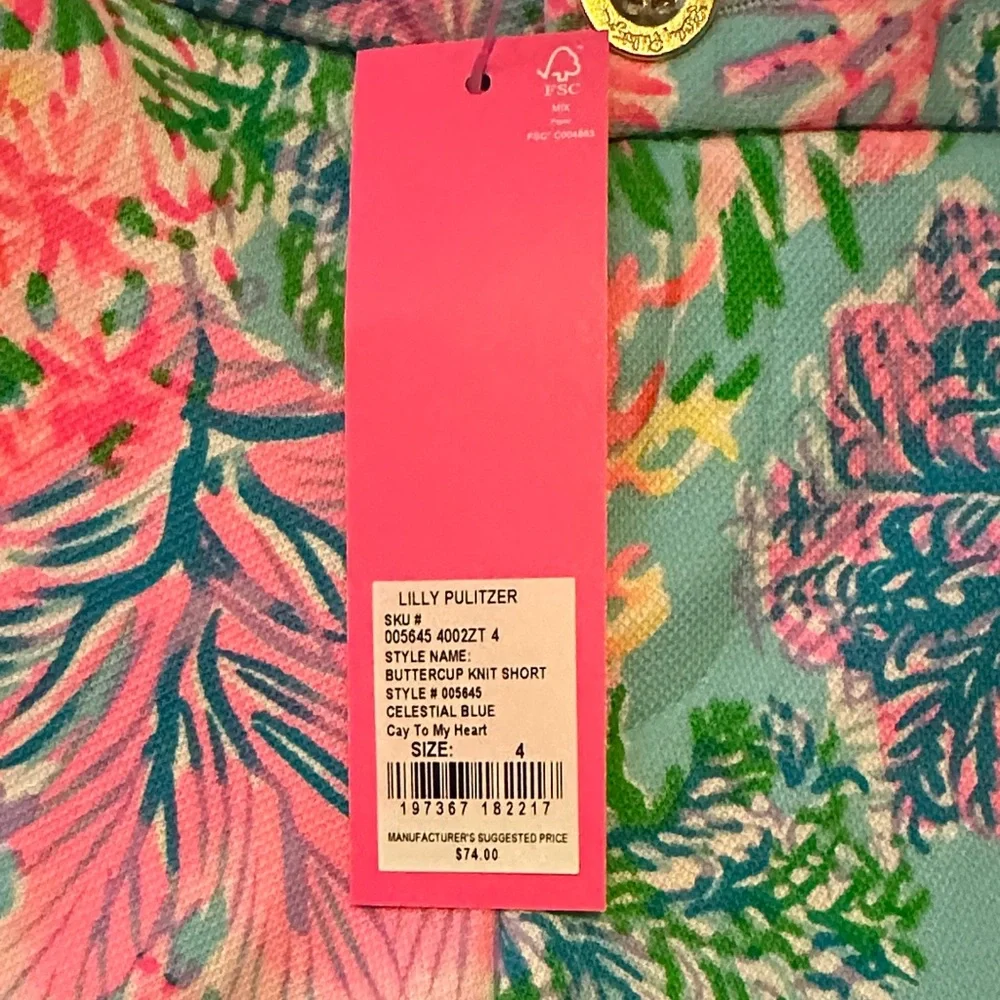 FSC
MIX
Paper
FSC® C004863
LILLY PULITZER
SKU #
005645 4002ZT 4
STYLE NAME:
BUTTERCUP KNIT SHORT
STYLE # 005645
CELESTIAL BLUE
Cay To My Heart
SIZE: 4
197367 182217
MANUFACTURER'S SUGGESTED PRICE
$74.00